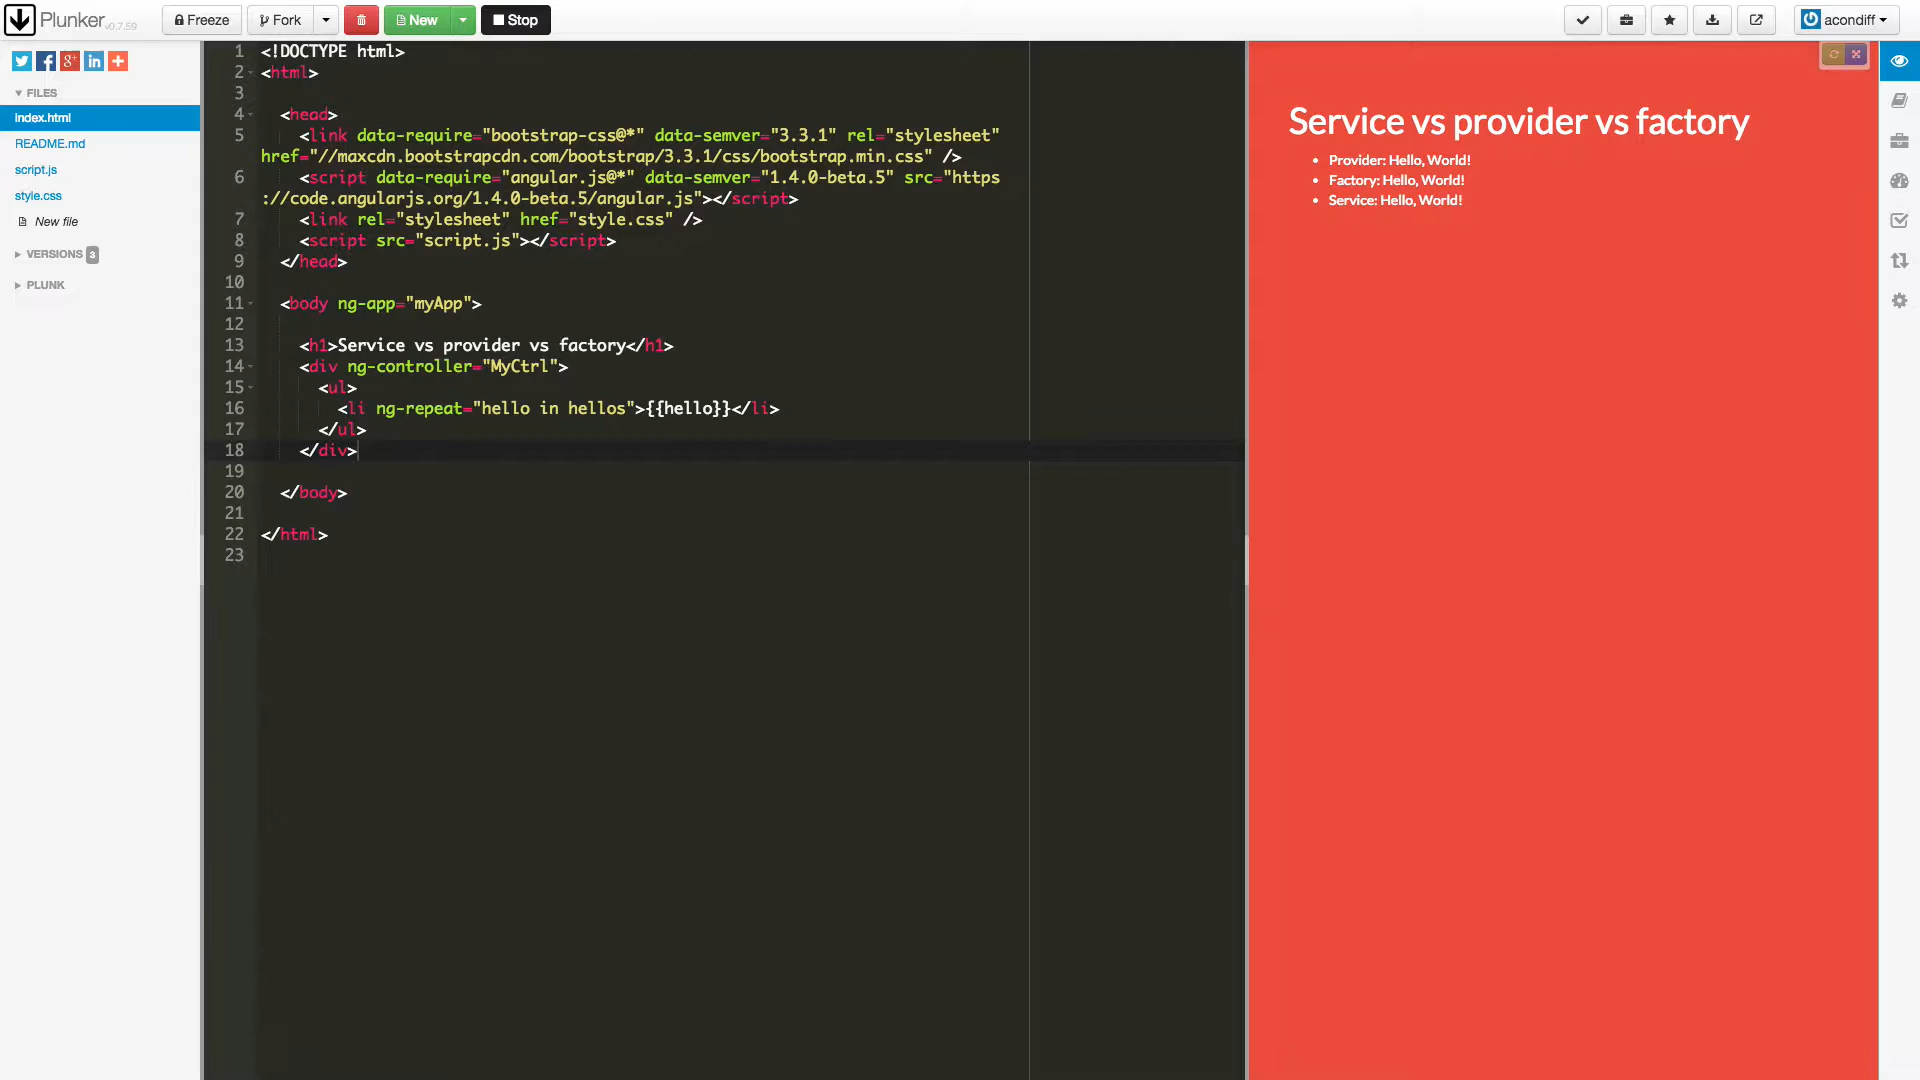 Plunker v0.7.59 Freeze Fork New Stop acondiff
FILES
index.html
README.md
script.js
style.css
New file
VERSIONS 3
PLUNK
1 <!DOCTYPE html>
2 <html>
3
4 <head>
5 <link data-require="bootstrap-css@*" data-semver="3.3.1" rel="stylesheet"
href="//maxcdn.bootstrapcdn.com/bootstrap/3.3.1/css/bootstrap.min.css" />
6 <script data-require="angular.js@*" data-semver="1.4.0-beta.5" src="https
://code.angularjs.org/1.4.0-beta.5/angular.js"></script>
7 <link rel="stylesheet" href="style.css" />
8 <script src="script.js"></script>
9 </head>
10
11 <body ng-app="myApp">
12
13 <h1>Service vs provider vs factory</h1>
14 <div ng-controller="MyCtrl">
15 <ul>
16 <li ng-repeat="hello in hellos">{{hello}}</li>
17 </ul>
18 </div>
19
20 </body>
21
22 </html>
23
Service vs provider vs factory
• Provider: Hello, World!
• Factory: Hello, World!
• Service: Hello, World!